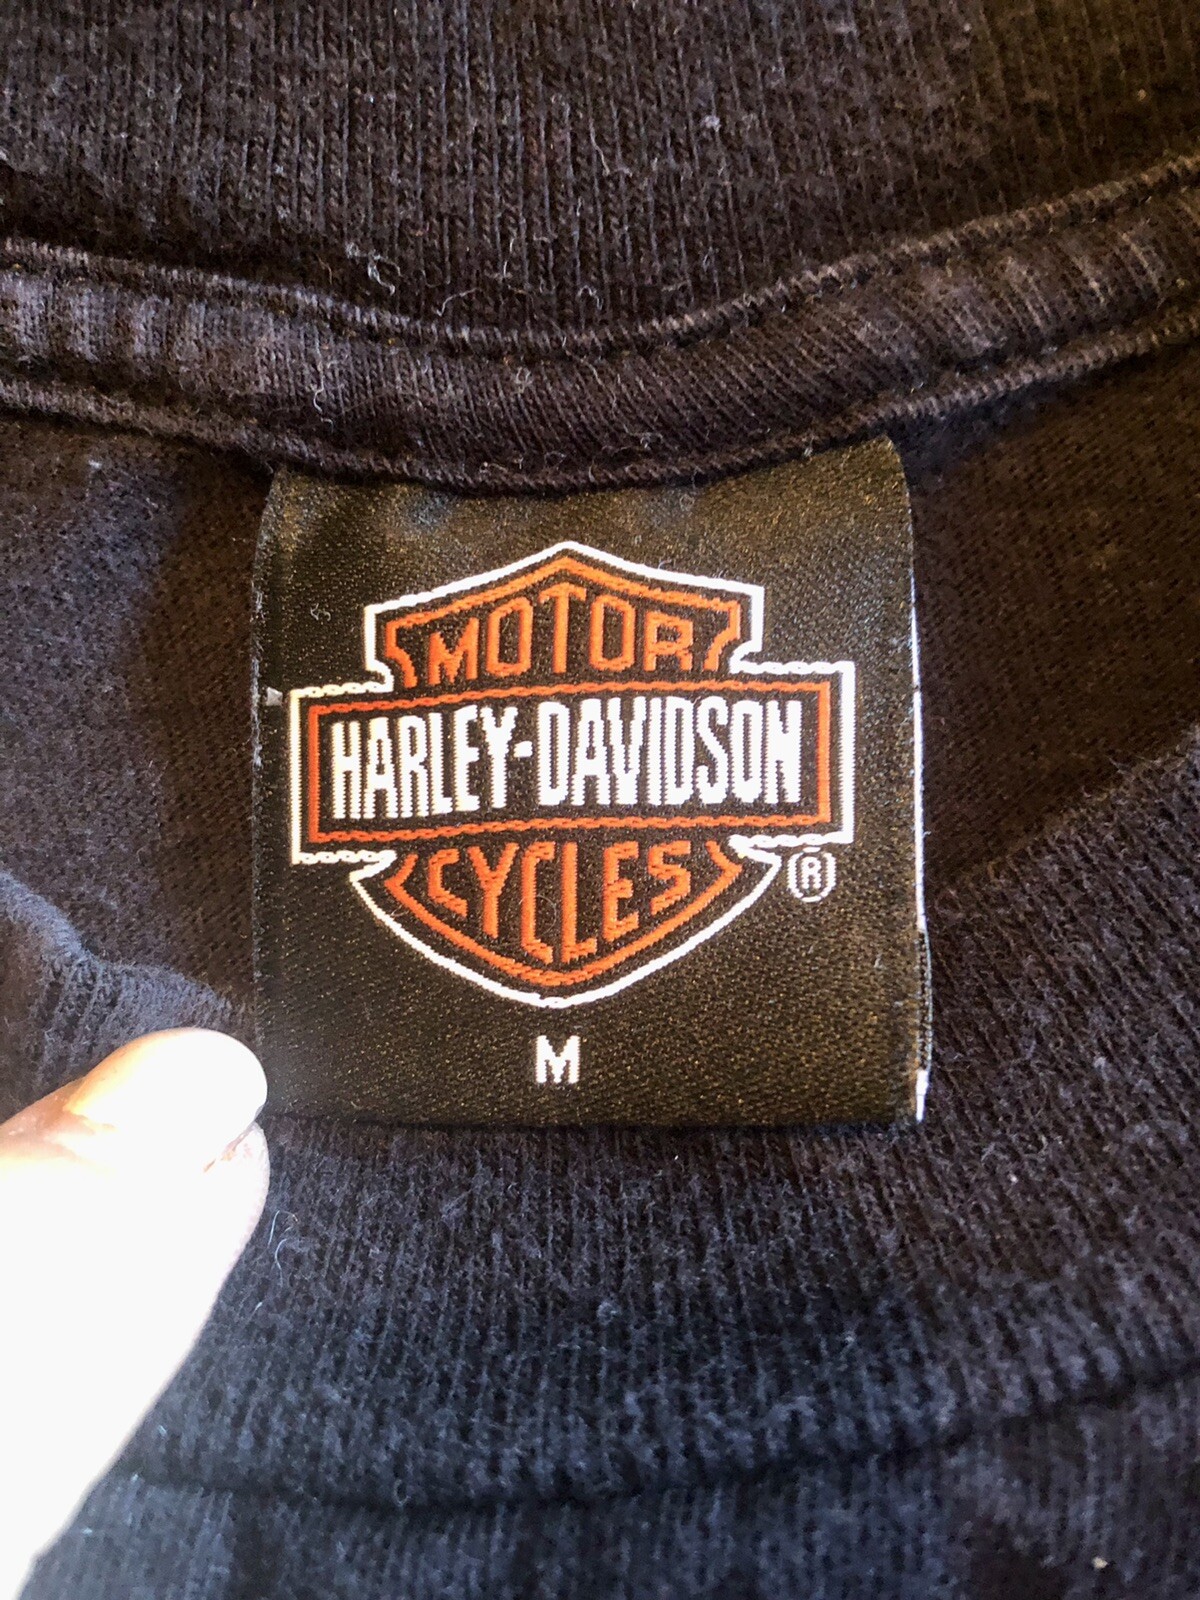 MOTOR
HARLEY-DAVIDSON
CYCLES
®
M